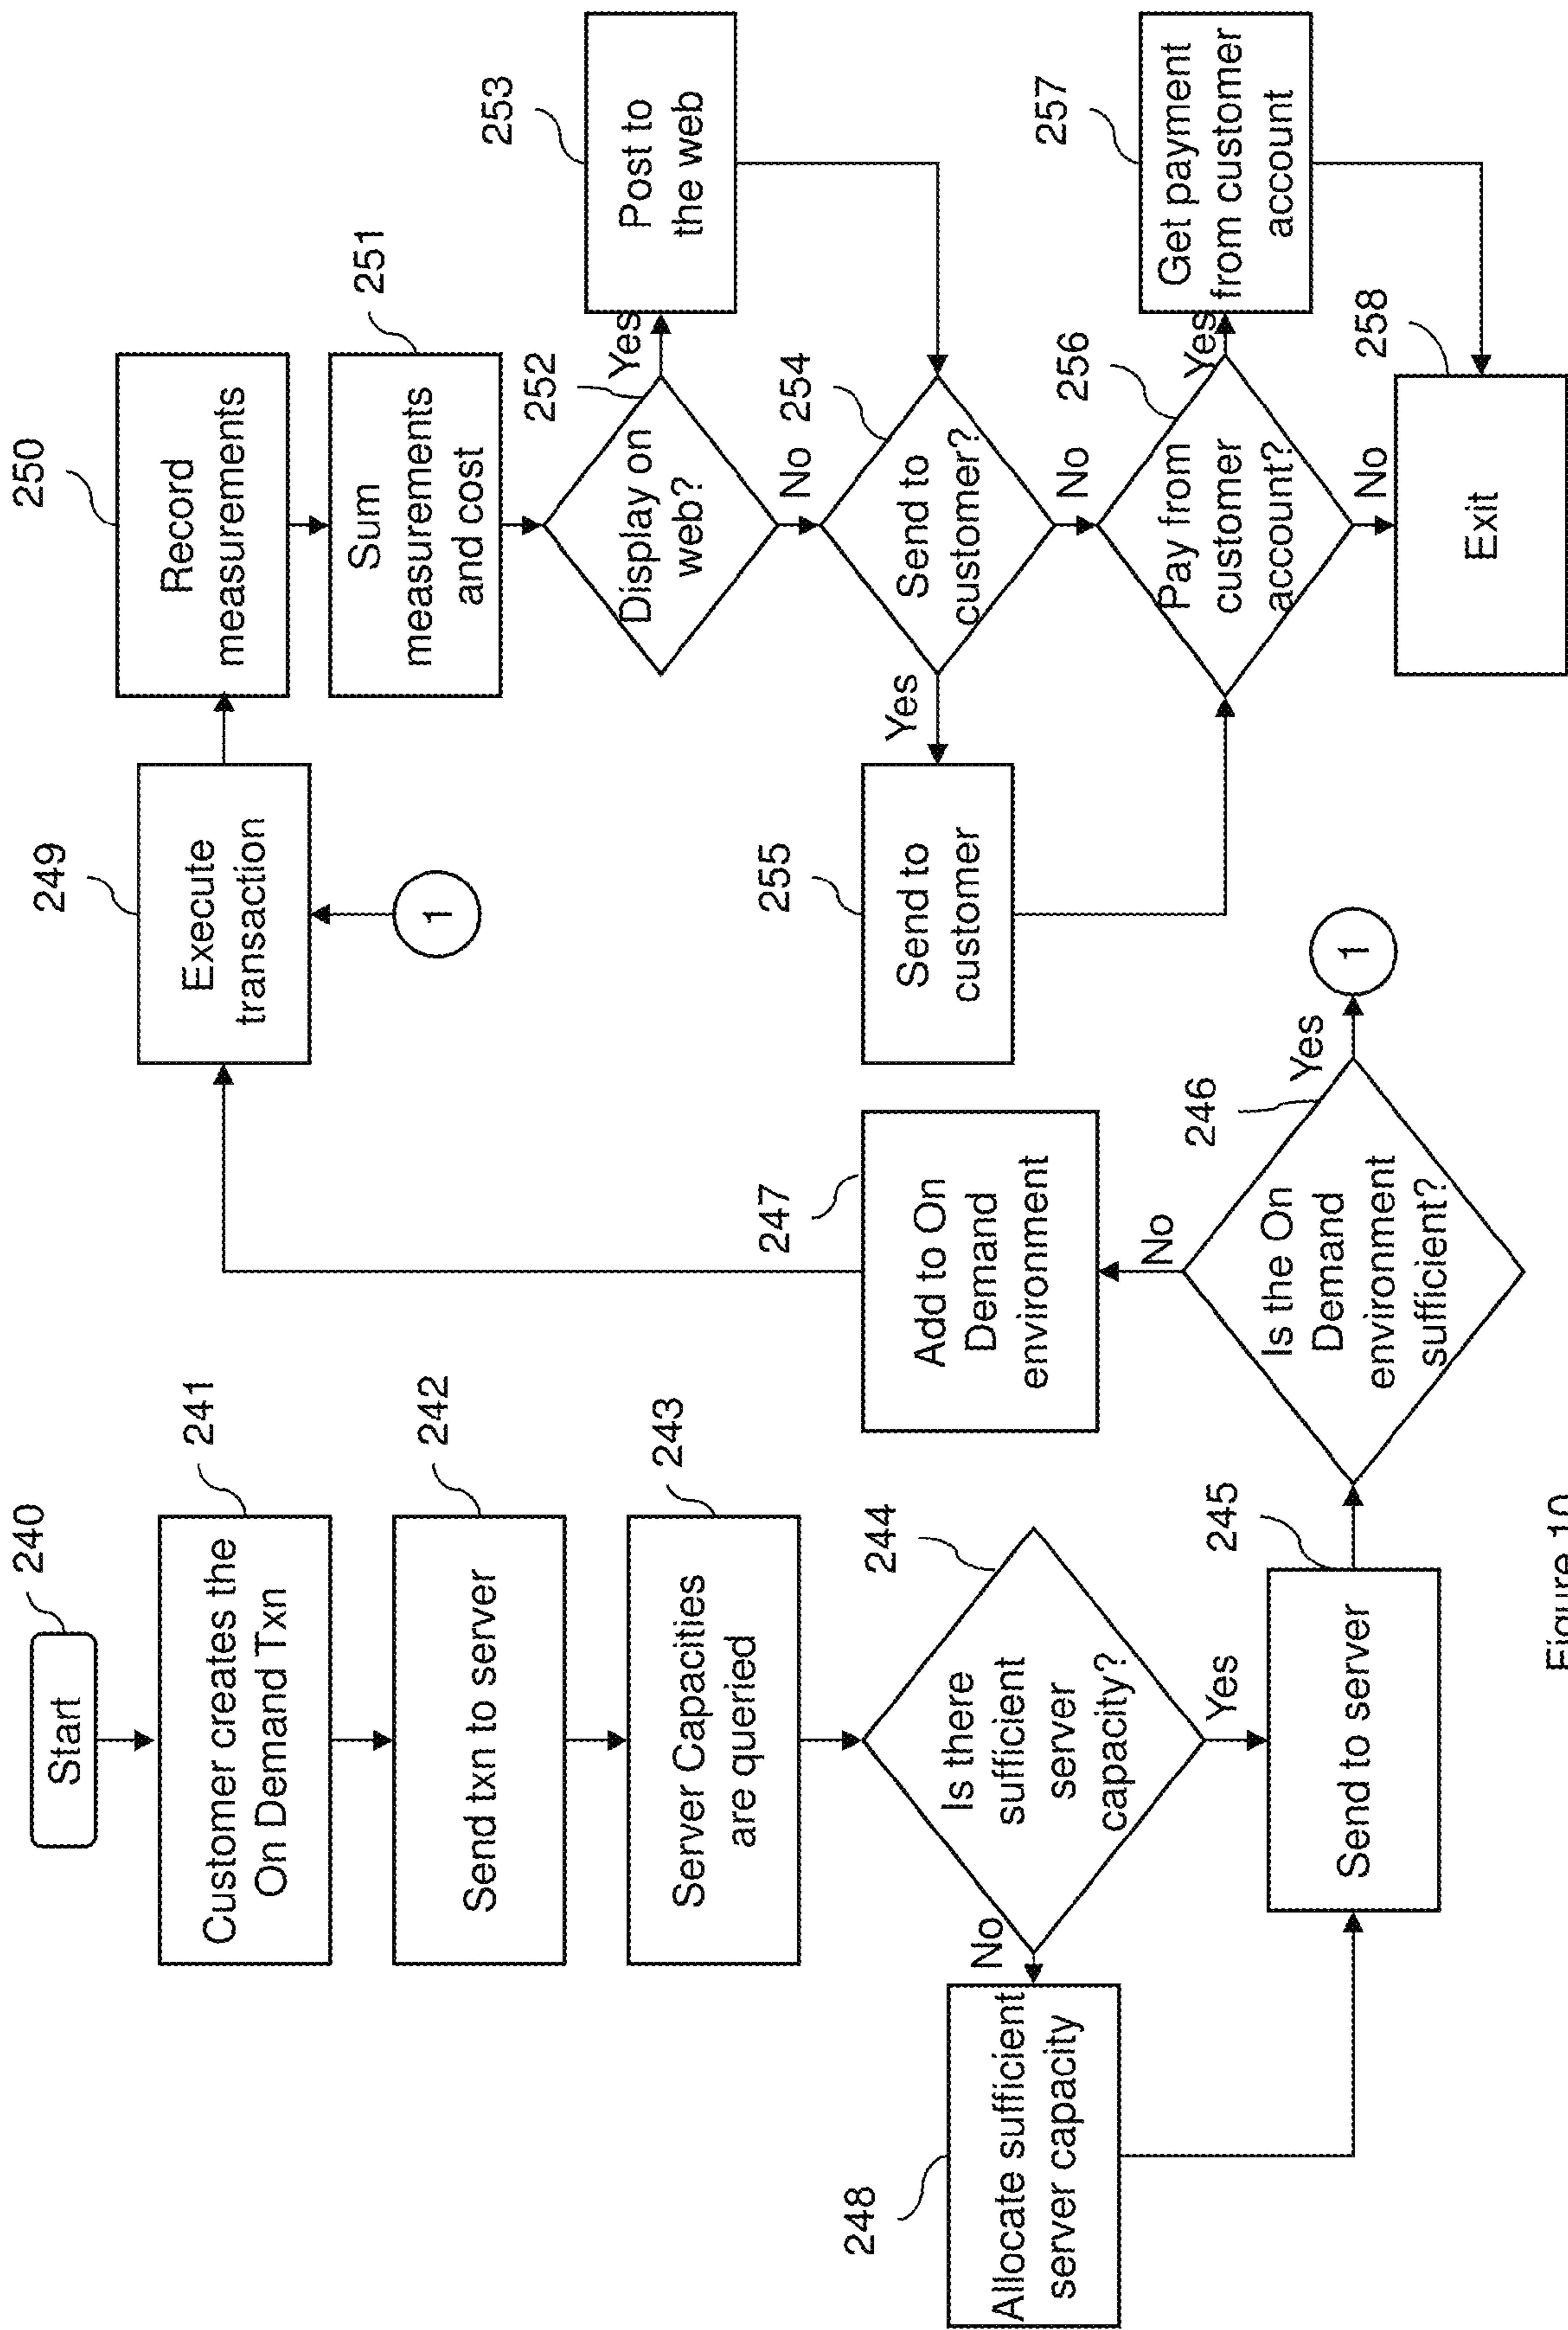 240
Start
241
Customer creates the
On Demand Txn
242
Send txn to server
243
Server Capacities
are queried
244
Is there
sufficient
server
capacity?
No
Yes
248
Allocate sufficient
server capacity
245
Send to server
246
Is the On
Demand
environment
sufficient?
No
Yes
1
247
Add to On
Demand
environment
249
Execute
transaction
1
250
Record
measurements
251
Sum
measurements
and cost
252
Display on
web?
Yes
No
253
Post to
the web
254
Send to
customer?
Yes
No
255
Send to
customer
256
Pay from
customer
account?
Yes
No
257
Get payment
from customer
account
258
Exit
Figure 10